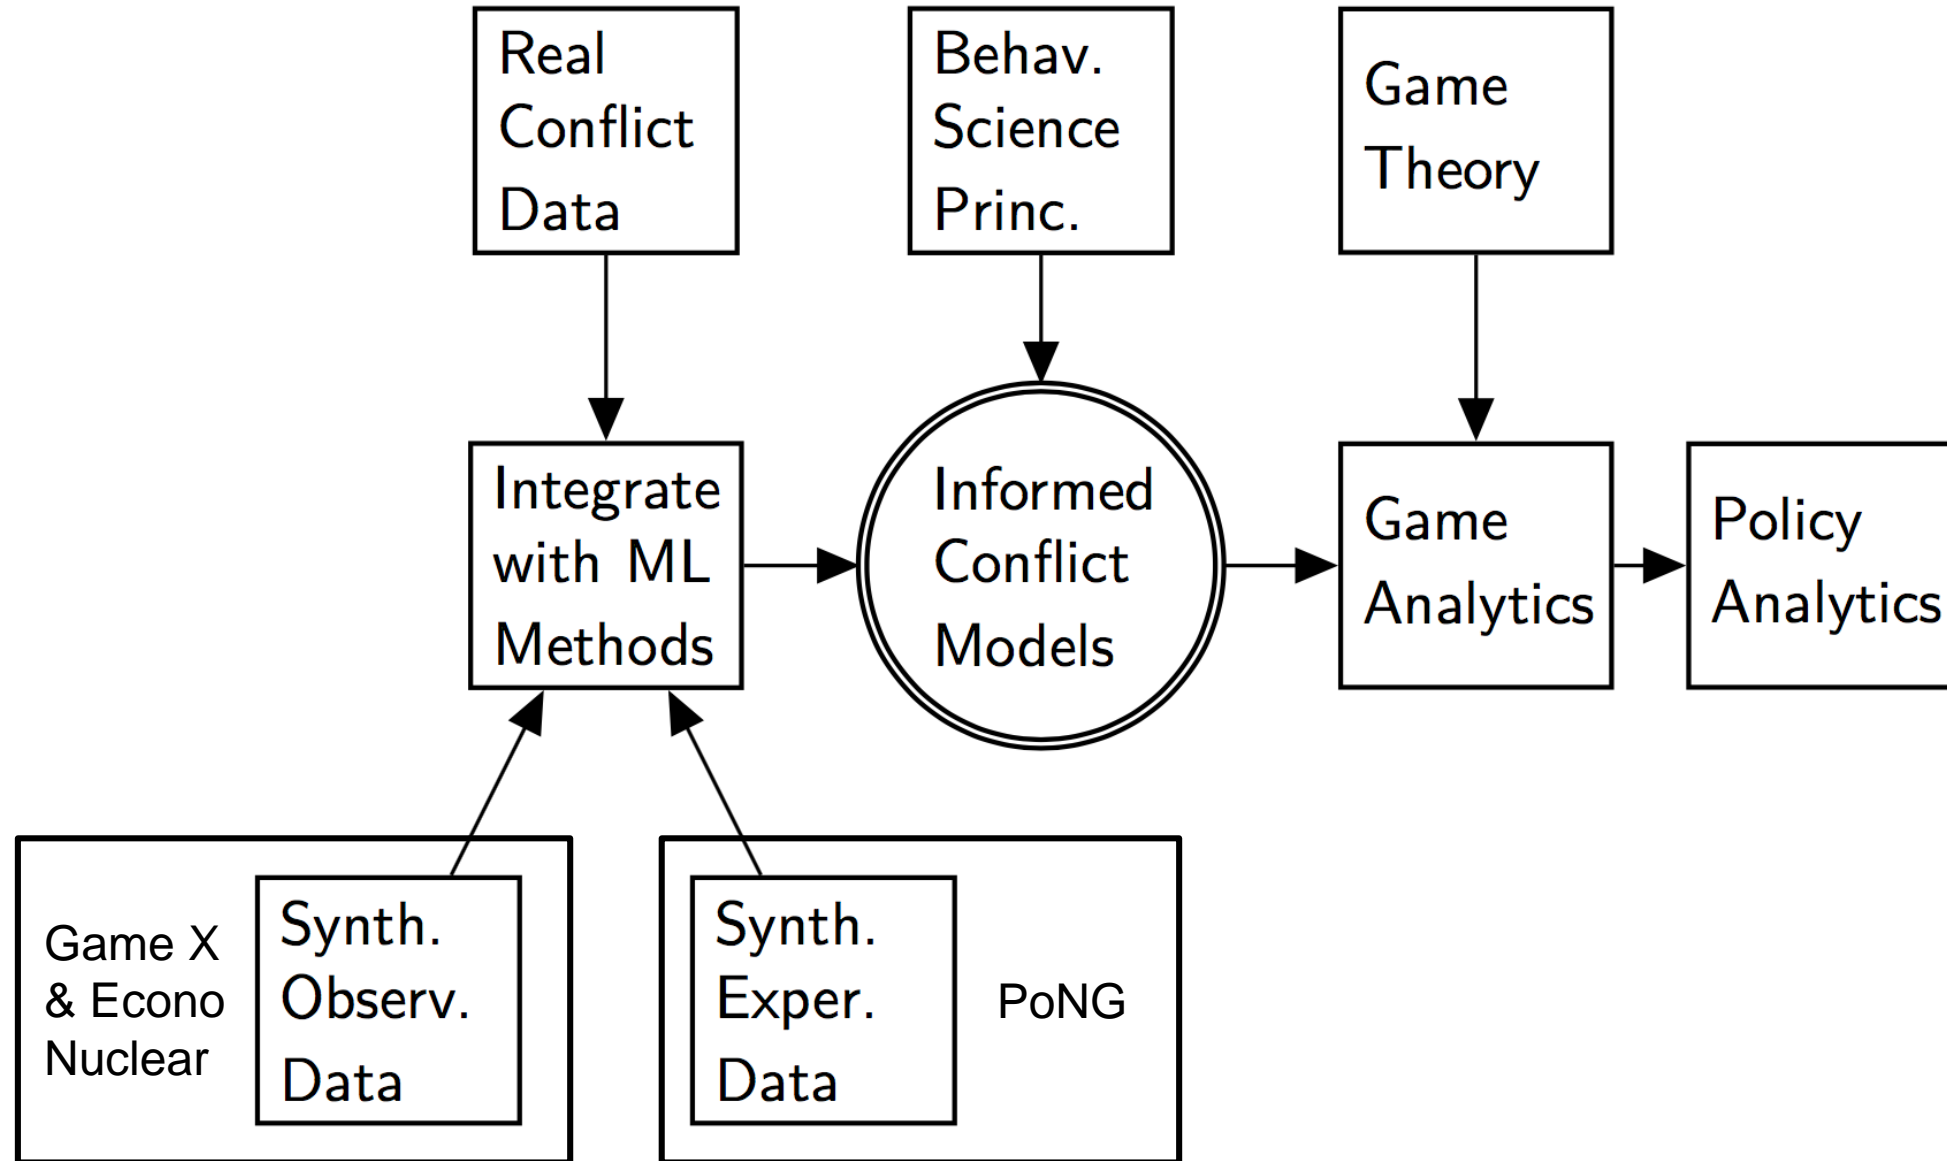 Real
Conflict
Data
Behav.
Science
Princ.
Game
Theory
Integrate
with ML
Methods
Informed
Conflict
Models
Game
Analytics
Policy
Analytics
Game X
& Econo
Nuclear
Synth.
Observ.
Data
Synth.
Exper.
Data
PoNG